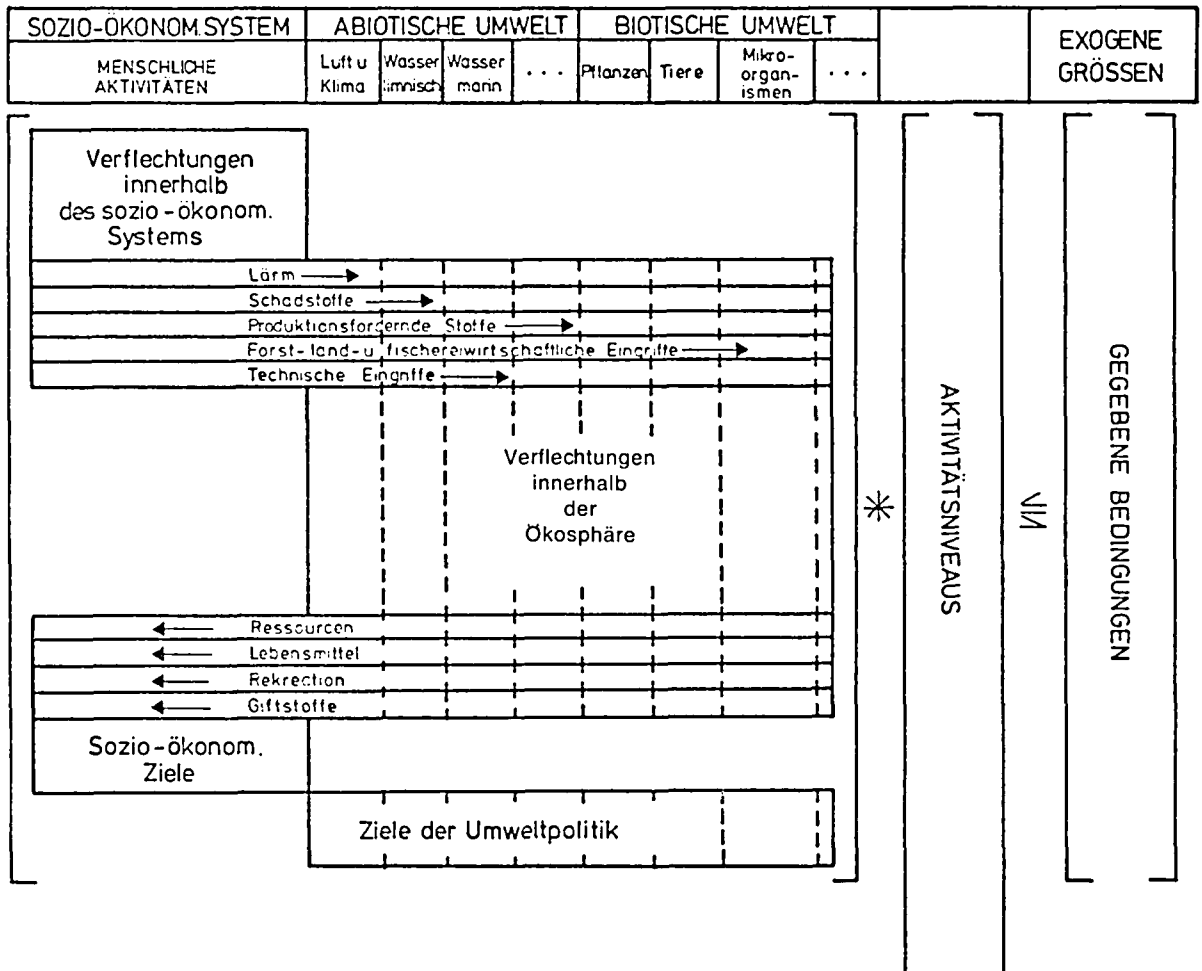 SOZIO-ÖKONOM.SYSTEM
ABIOTISCHE UMWELT
BIOTISCHE UMWELT
EXOGENE
GRÖSSEN
MENSCHLICHE
AKTIVITÄTEN
Luft u
Klima
Wasser
limnisch
Wasser
marin
...
Pflanzen
Tiere
Mikro-
organ-
ismen
...
Verflechtungen
innerhalb
des sozio-ökonom.
Systems
Lärm
Schadstoffe
Produktionsfordernde Stoffe
Forst-land-u fischereiwirtschaftliche Eingriffe
Technische Eingriffe
Verflechtungen
innerhalb
der
Ökosphäre
Ressourcen
Lebensmittel
Rekreation
Giftstoffe
Sozio-ökonom.
Ziele
Ziele der Umweltpolitik
*
AKTIVITÄTSNIVEAUS
≤
GEGEBENE BEDINGUNGEN